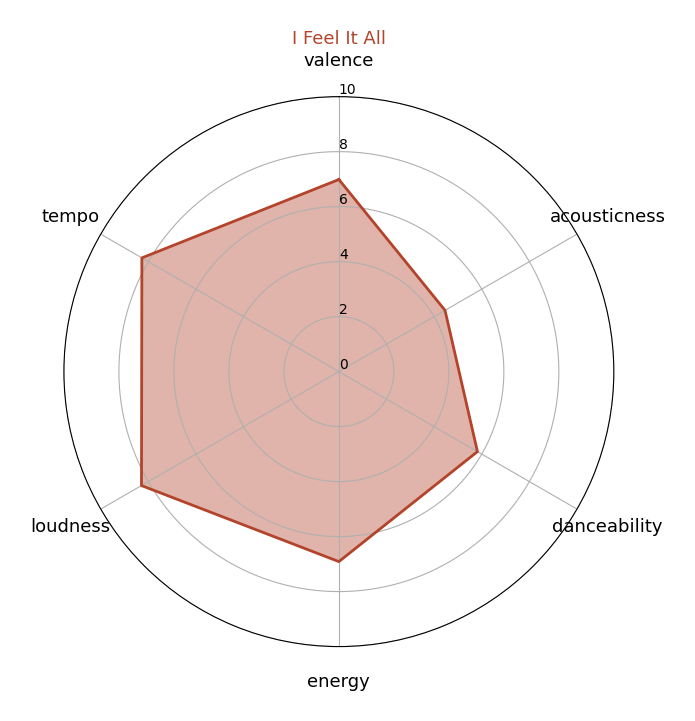 I Feel It All
valence
10
8
6
4
2
0
tempo
acousticness
loudness
danceability
energy